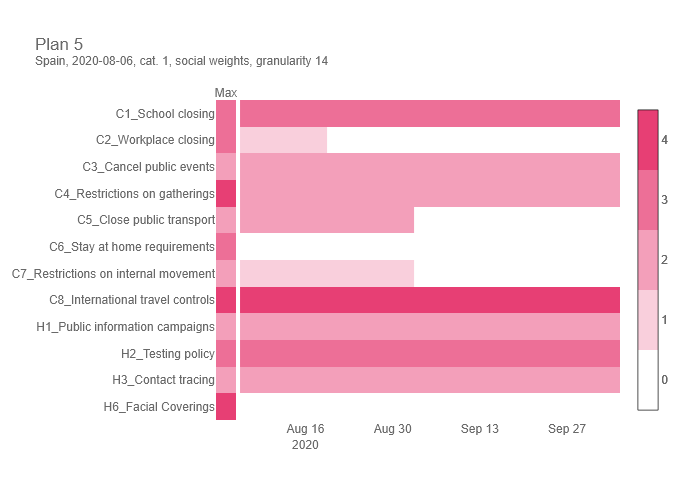 Plan 5
Spain, 2020-08-06, cat. 1, social weights, granularity 14
Max
C1_School closing
C2_Workplace closing
C3_Cancel public events
C4_Restrictions on gatherings
C5_Close public transport
C6_Stay at home requirements
C7_Restrictions on internal movement
C8_International travel controls
H1_Public information campaigns
H2_Testing policy
H3_Contact tracing
H6_Facial Coverings
Aug 16 Aug 30 Sep 13 Sep 27
2020
4
3
2
1
0